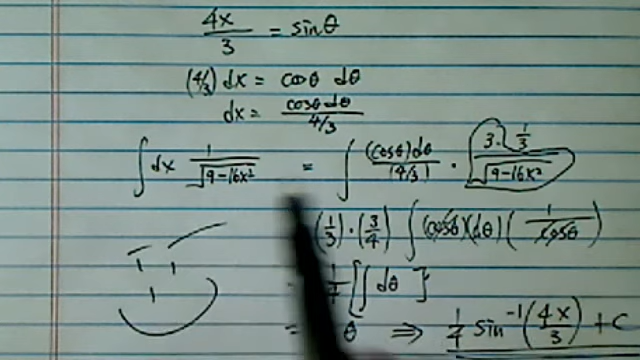 4x/3 = sinθ
(4/3) dx = cosθ dθ
dx = cosθ dθ / 4/3
∫ dx 1/√(9-16x²) = ∫ (cosθ)dθ/(4/3) · 3 · 1/3 / √(9-16x²)
(1/3) · (3/4) ∫ (cosθ)(dθ) (1/cosθ)
= [∫ dθ]
= θ ⇒ 1/4 sin⁻¹(4x/3) + C